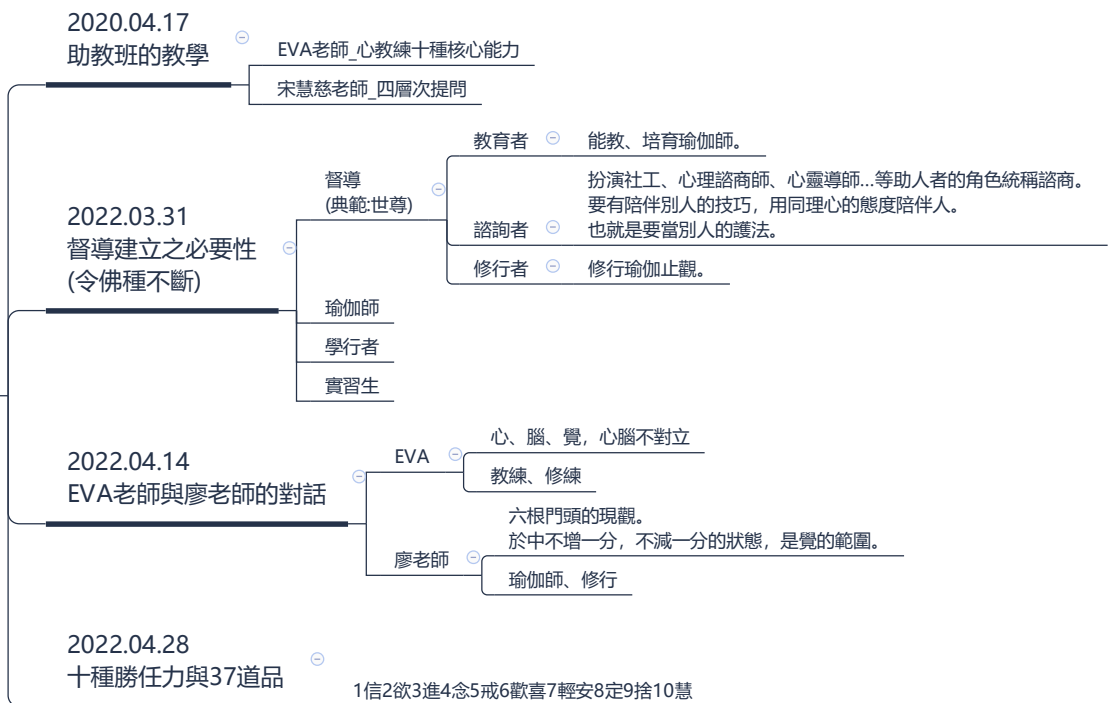 2020.04.17
助教班的教學
EVA老師_心教練十種核心能力
宋慧慈老師_四層次提問
2022.03.31
督導建立之必要性
(令佛種不斷)
督導
(典範:世尊)
教育者
能教、培育瑜伽師。
諮詢者
扮演社工、心理諮商師、心靈導師...等助人者的角色統稱諮商。
要有陪伴別人的技巧，用同理心的態度陪伴人。
也就是要當別人的護法。
修行者
修行瑜伽止觀。
瑜伽師
學行者
實習生
2022.04.14
EVA老師與廖老師的對話
EVA
心、腦、覺，心腦不對立
教練、修練
廖老師
六根門頭的現觀。
於中不增一分，不減一分的狀態，是覺的範圍。
瑜伽師、修行
2022.04.28
十種勝任力與37道品
1信2欲3進4念5戒6歡喜7輕安8定9捨10慧